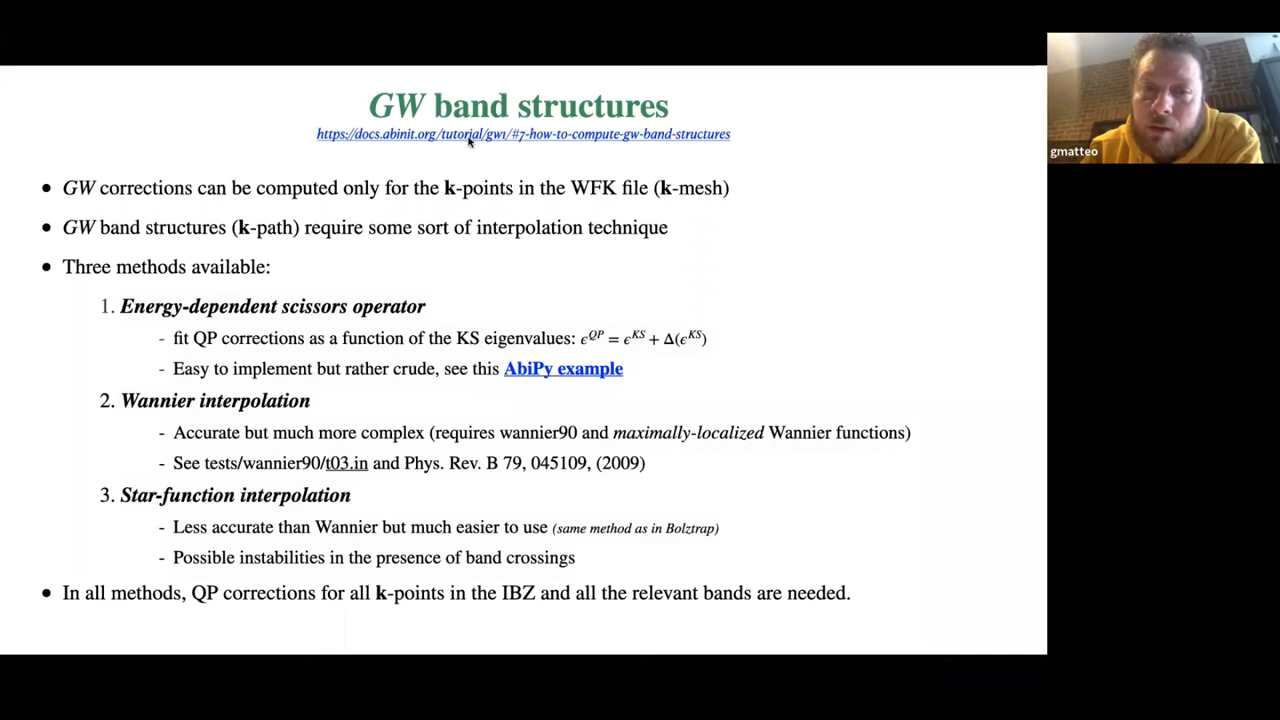 GW band structures
https://docs.abinit.org/tutorial/gw1/#7-how-to-compute-gw-band-structures
gmatteo
• GW corrections can be computed only for the k-points in the WFK file (k-mesh)
• GW band structures (k-path) require some sort of interpolation technique
• Three methods available:
1. Energy-dependent scissors operator
- fit QP corrections as a function of the KS eigenvalues: ϵ^QP = ϵ^KS + Δ(ϵ^KS)
- Easy to implement but rather crude, see this AbiPy example
2. Wannier interpolation
- Accurate but much more complex (requires wannier90 and maximally-localized Wannier functions)
- See tests/wannier90/t03.in and Phys. Rev. B 79, 045109, (2009)
3. Star-function interpolation
- Less accurate than Wannier but much easier to use (same method as in Bolztrap)
- Possible instabilities in the presence of band crossings
• In all methods, QP corrections for all k-points in the IBZ and all the relevant bands are needed.